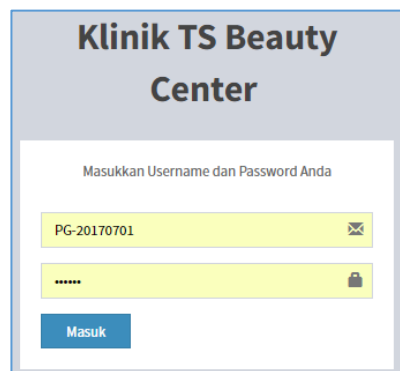 Klinik TS Beauty
Center
Masukkan Username dan Password Anda
PG-20170701
••••••
Masuk